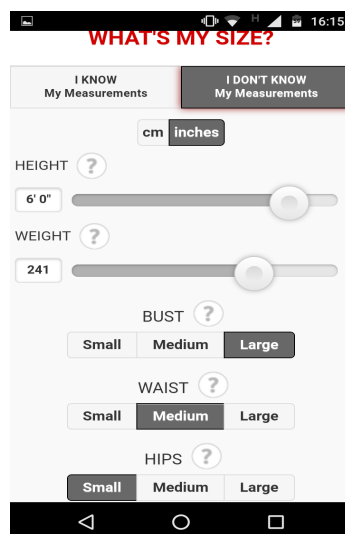 H 16:15
WHAT'S MY SIZE?
I KNOW
My Measurements
I DON'T KNOW
My Measurements
cm inches
HEIGHT ?
6' 0"
WEIGHT ?
241
BUST ?
Small Medium Large
WAIST ?
Small Medium Large
HIPS ?
Small Medium Large